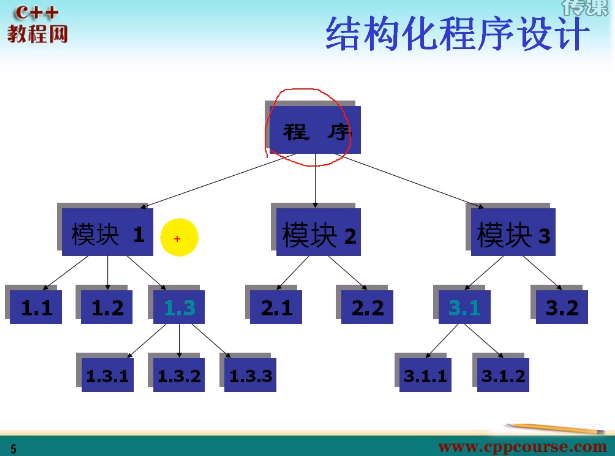 传课
c++
教程网
结构化程序设计
程 序
模块 1
模块 2
模块 3
1.1
1.2
1.3
2.1
2.2
3.1
3.2
1.3.1
1.3.2
1.3.3
3.1.1
3.1.2
5
www.cppcourse.com